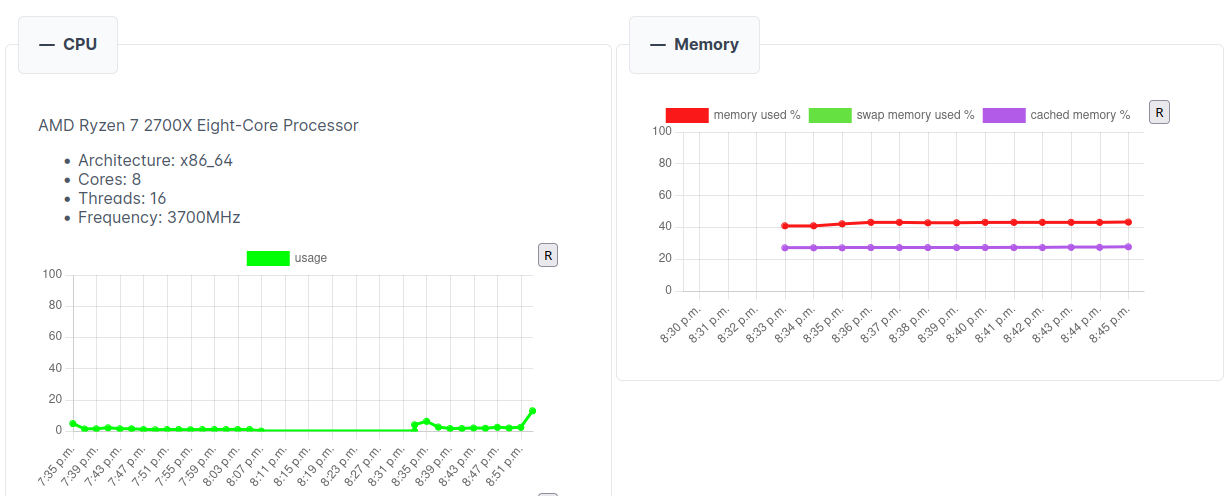 — CPU
AMD Ryzen 7 2700X Eight-Core Processor
• Architecture: x86_64
• Cores: 8
• Threads: 16
• Frequency: 3700MHz
usage
R
100
80
60
40
20
0
7:35 p.m.
7:39 p.m.
7:43 p.m.
7:47 p.m.
7:51 p.m.
7:55 p.m.
7:59 p.m.
8:03 p.m.
8:07 p.m.
8:11 p.m.
8:15 p.m.
8:19 p.m.
8:23 p.m.
8:27 p.m.
8:31 p.m.
8:35 p.m.
8:39 p.m.
8:43 p.m.
8:47 p.m.
8:51 p.m.
— Memory
memory used % swap memory used % cached memory %
R
100
80
60
40
20
0
8:30 p.m.
8:31 p.m.
8:32 p.m.
8:33 p.m.
8:34 p.m.
8:35 p.m.
8:36 p.m.
8:37 p.m.
8:38 p.m.
8:39 p.m.
8:40 p.m.
8:41 p.m.
8:42 p.m.
8:43 p.m.
8:44 p.m.
8:45 p.m.